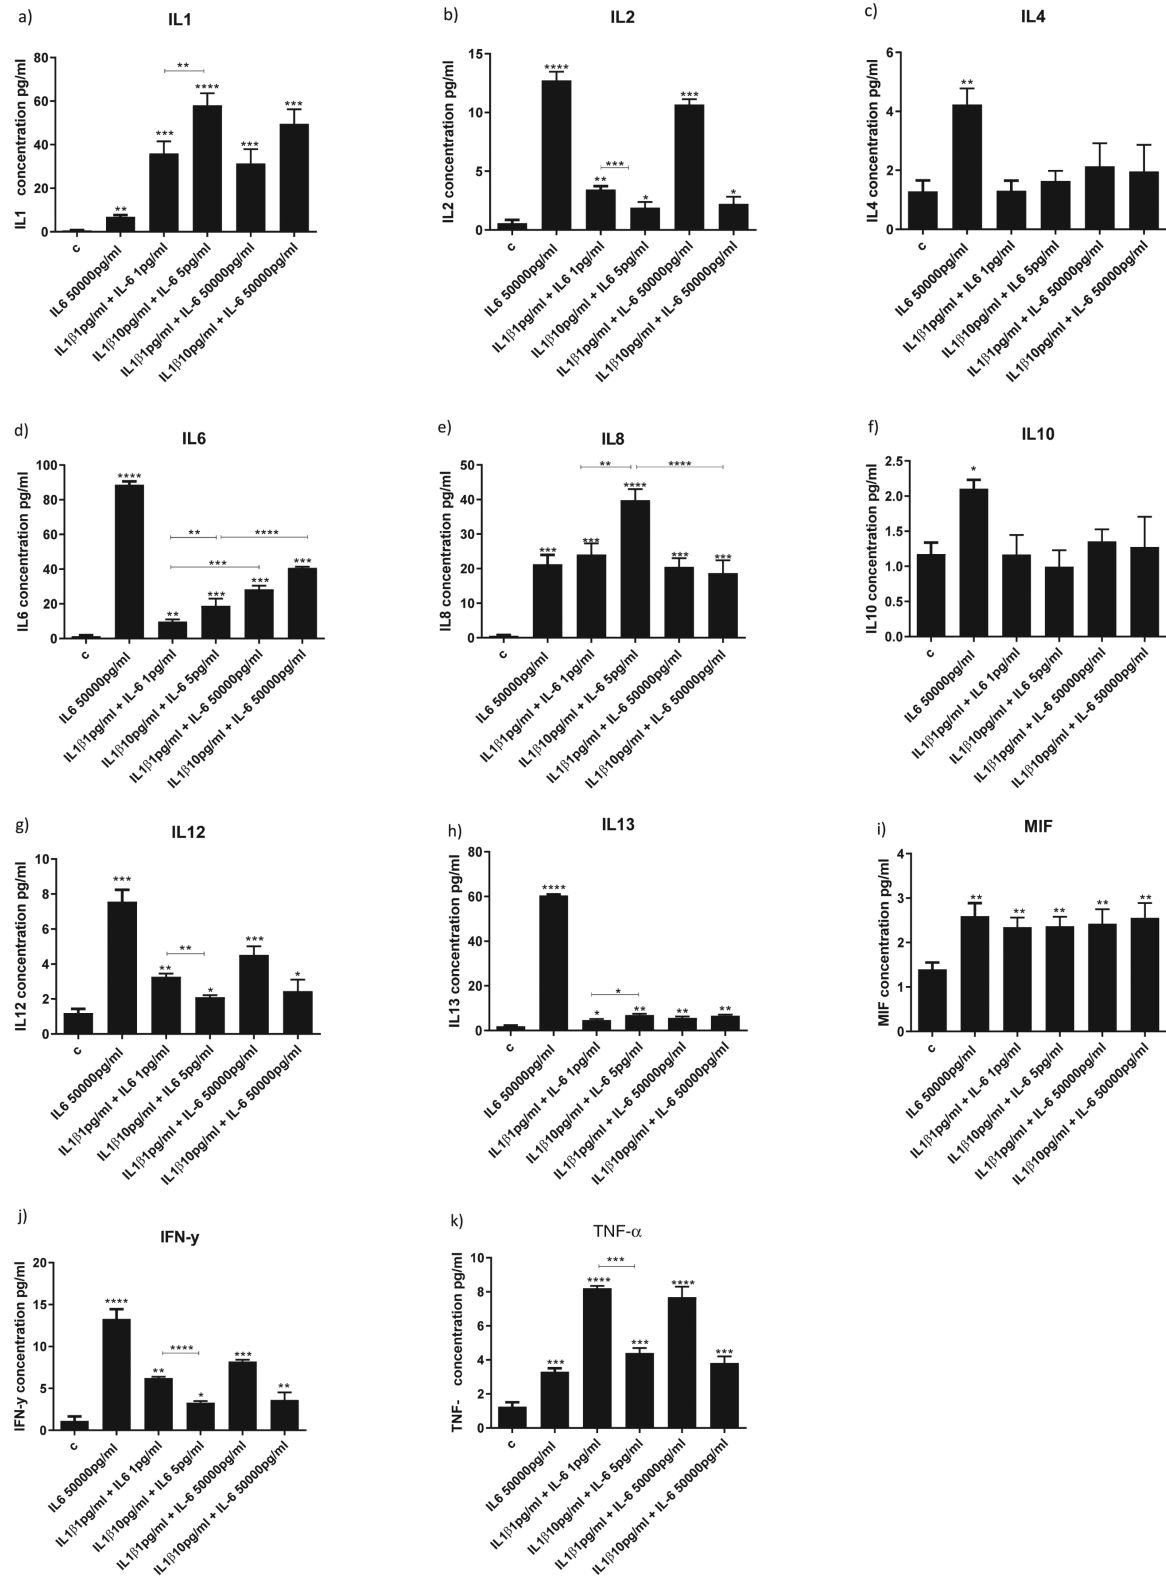 a)
IL1
IL1 concentration pg/ml
80
60
40
20
0
**
***
**
****
***
***
c
IL6 50000pg/ml
IL1β1pg/ml + IL-6 1pg/ml
IL1β10pg/ml + IL-6 5pg/ml
IL1β1pg/ml + IL-6 50000pg/ml
IL1β10pg/ml + IL-6 50000pg/ml
b)
IL2
IL2 concentration pg/ml
15
10
5
0
****
**
***
*
***
*
c
IL6 50000pg/ml
IL1β1pg/ml + IL6 1pg/ml
IL1β10pg/ml + IL6 5pg/ml
IL1β1pg/ml + IL-6 50000pg/ml
IL1β10pg/ml + IL-6 50000pg/ml
c)
IL4
IL4 concentration pg/ml
6
4
2
0
**
c
IL6 50000pg/ml
IL1β1pg/ml + IL6 1pg/ml
IL1β10pg/ml + IL6 5pg/ml
IL1β1pg/ml + IL-6 50000pg/ml
IL1β10pg/ml + IL-6 50000pg/ml
d)
IL6
IL6 concentration pg/ml
100
80
60
40
20
0
****
**
****
***
**
***
***
***
c
IL6 50000pg/ml
IL1β1pg/ml + IL-6 1pg/ml
IL1β10pg/ml + IL-6 5pg/ml
IL1β1pg/ml + IL-6 50000pg/ml
IL1β10pg/ml + IL-6 50000pg/ml
e)
IL8
IL8 concentration pg/ml
50
40
30
20
10
0
**
****
***
***
****
***
***
c
IL6 50000pg/ml
IL1β1pg/ml + IL-6 1pg/ml
IL1β10pg/ml + IL-6 5pg/ml
IL1β1pg/ml + IL-6 50000pg/ml
IL1β10pg/ml + IL-6 50000pg/ml
f)
IL10
IL10 concentration pg/ml
2.5
2.0
1.5
1.0
0.5
0.0
*
c
IL6 50000pg/ml
IL1β1pg/ml + IL6 1pg/ml
IL1β10pg/ml + IL6 5pg/ml
IL1β1pg/ml + IL-6 50000pg/ml
IL1β10pg/ml + IL-6 50000pg/ml
g)
IL12
IL12 concentration pg/ml
10
8
6
4
2
0
***
**
**
*
***
*
c
IL6 50000pg/ml
IL1β1pg/ml + IL6 1pg/ml
IL1β10pg/ml + IL6 5pg/ml
IL1β1pg/ml + IL-6 50000pg/ml
IL1β10pg/ml + IL-6 50000pg/ml
h)
IL13
IL13 concentration pg/ml
80
60
40
20
0
****
*
*
**
**
**
c
IL6 50000pg/ml
IL1β1pg/ml + IL-6 1pg/ml
IL1β10pg/ml + IL-6 5pg/ml
IL1β1pg/ml + IL-6 50000pg/ml
IL1β10pg/ml + IL-6 50000pg/ml
i)
MIF
MIF concentration pg/ml
4
3
2
1
0
**
**
**
**
**
c
IL6 50000pg/ml
IL1β1pg/ml + IL-6 1pg/ml
IL1β10pg/ml + IL-6 5pg/ml
IL1β1pg/ml + IL-6 50000pg/ml
IL1β10pg/ml + IL-6 50000pg/ml
j)
IFN-y
IFN-y concentration pg/ml
20
15
10
5
0
****
**
****
*
***
**
c
IL6 50000pg/ml
IL1β1pg/ml + IL6 1pg/ml
IL1β10pg/ml + IL6 5pg/ml
IL1β1pg/ml + IL-6 50000pg/ml
IL1β10pg/ml + IL-6 50000pg/ml
k)
TNF-α
TNF- concentration pg/ml
10
8
6
4
2
0
***
***
****
***
****
***
c
IL6 50000pg/ml
IL1β1pg/ml + IL-6 1pg/ml
IL1β10pg/ml + IL-6 5pg/ml
IL1β1pg/ml + IL-6 50000pg/ml
IL1β10pg/ml + IL-6 50000pg/ml